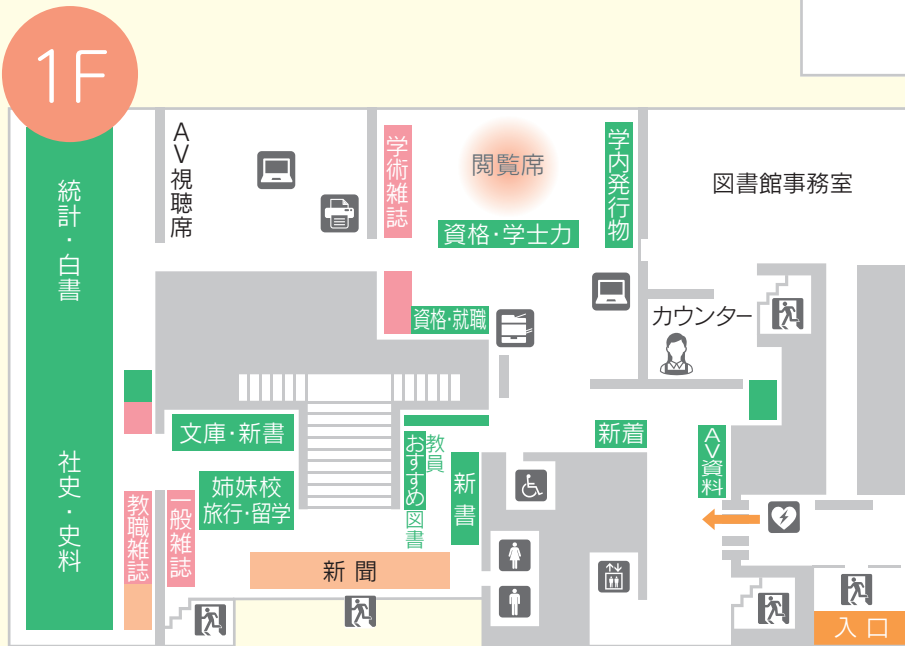 1F
統計・白書
社史・史料
AV視聴席
学術雑誌
閲覧席
学内発行物
資格・学士力
図書館事務室
資格・就職
カウンター
文庫・新書
教員
おすすめ
図書
新書
新着
AV資料
姉妹校
旅行・留学
教職雑誌
一般雑誌
新聞
入口